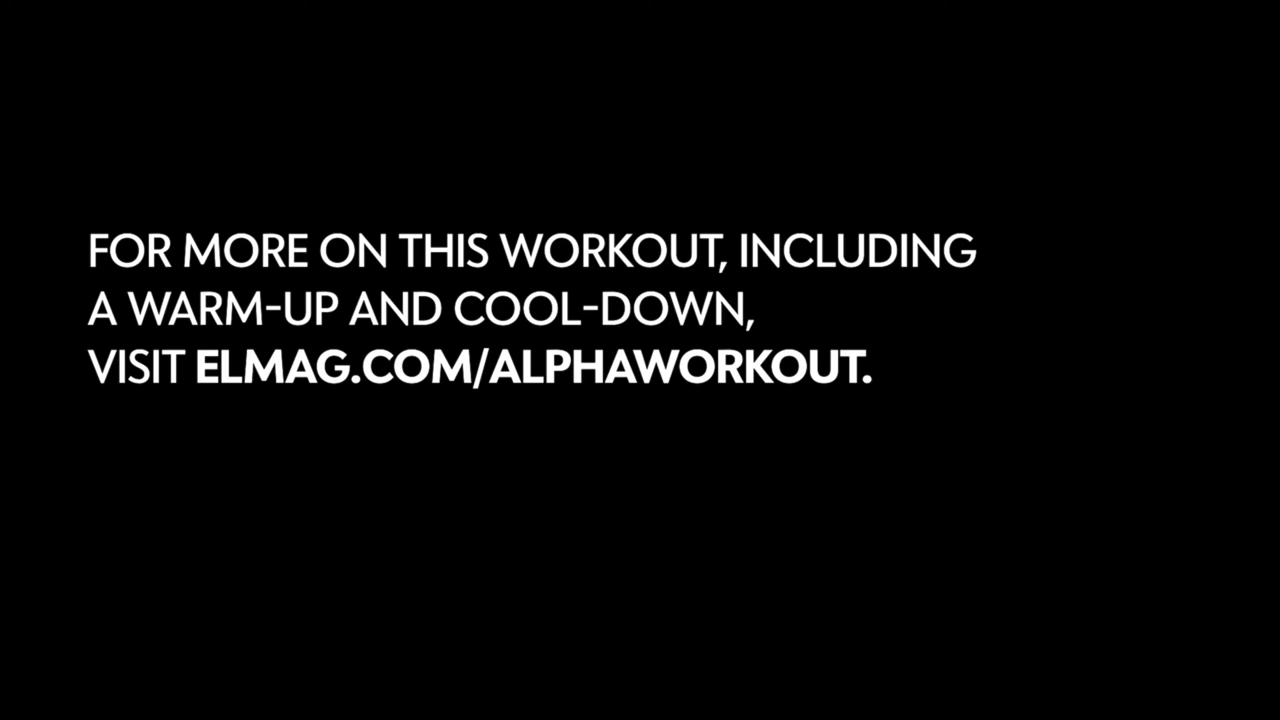 FOR MORE ON THIS WORKOUT, INCLUDING
A WARM-UP AND COOL-DOWN,
VISIT ELMAG.COM/ALPHAWORKOUT.